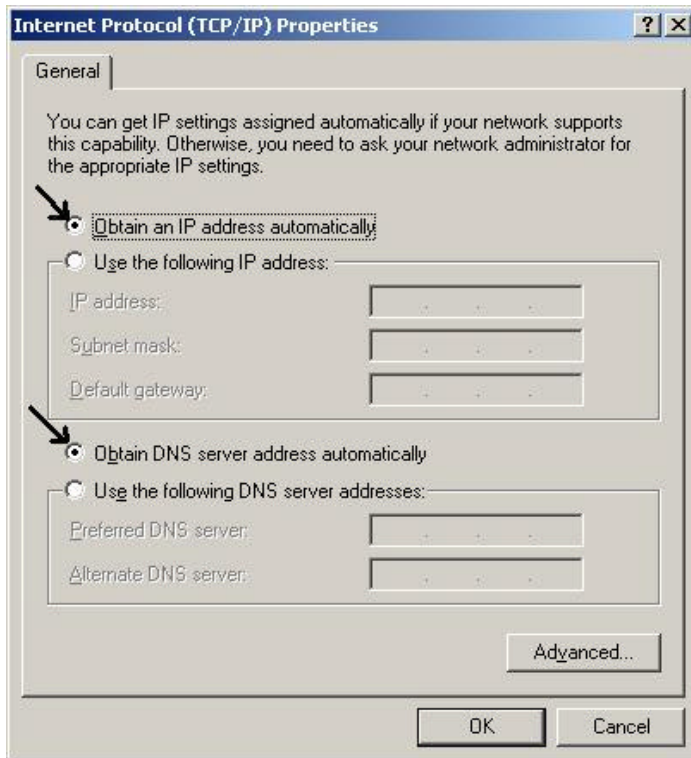 Internet Protocol (TCP/IP) Properties
General
You can get IP settings assigned automatically if your network supports
this capability. Otherwise, you need to ask your network administrator for
the appropriate IP settings.
Obtain an IP address automatically
Use the following IP address:
IP address:
Subnet mask:
Default gateway:
Obtain DNS server address automatically
Use the following DNS server addresses:
Preferred DNS server:
Alternate DNS server:
Advanced...
OK Cancel